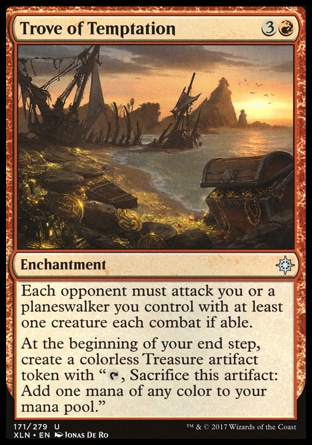 Trove of Temptation 3
Enchantment
Each opponent must attack you or a
planeswalker you control with at least
one creature each combat if able.
At the beginning of your end step,
create a colorless Treasure artifact
token with “, Sacrifice this artifact:
Add one mana of any color to your
mana pool.”
171/279 U
XLN • EN Jonas De Ro
™ & © 2017 Wizards of the Coast